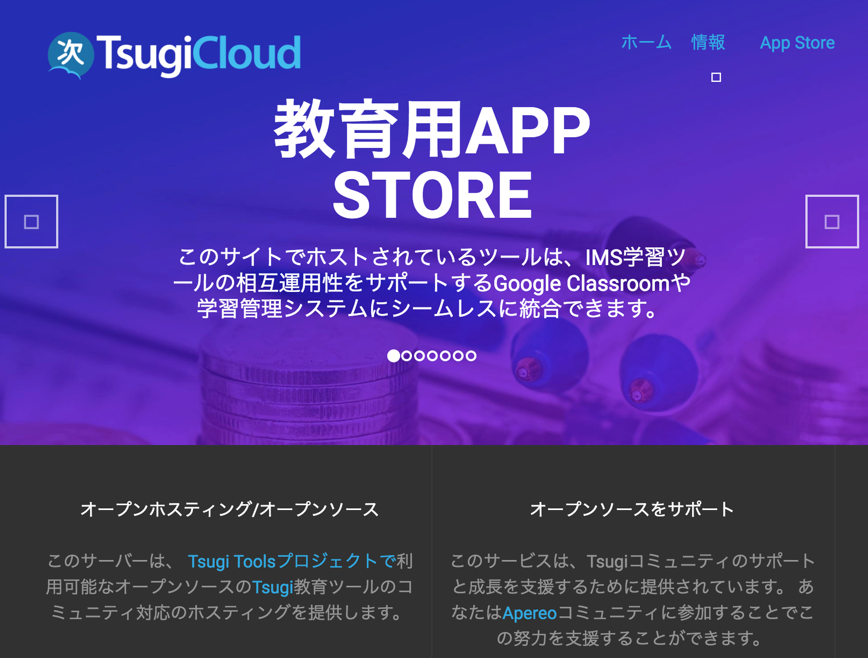 次 TsugiCloud
ホーム 情報 App Store
教育用APP
STORE
このサイトでホストされているツールは、IMS学習ツ
ールの相互運用性をサポートするGoogle Classroomや
学習管理システムにシームレスに統合できます。
オープンホスティング/オープンソース
このサーバーは、 Tsugi Toolsプロジェクトで利
用可能なオープンソースのTsugi教育ツールのコ
ミュニティ対応のホスティングを提供します。
オープンソースをサポート
このサービスは、Tsugiコミュニティのサポート
と成長を支援するために提供されています。 あ
なたはApereoコミュニティに参加することでこ
の努力を支援することができます。